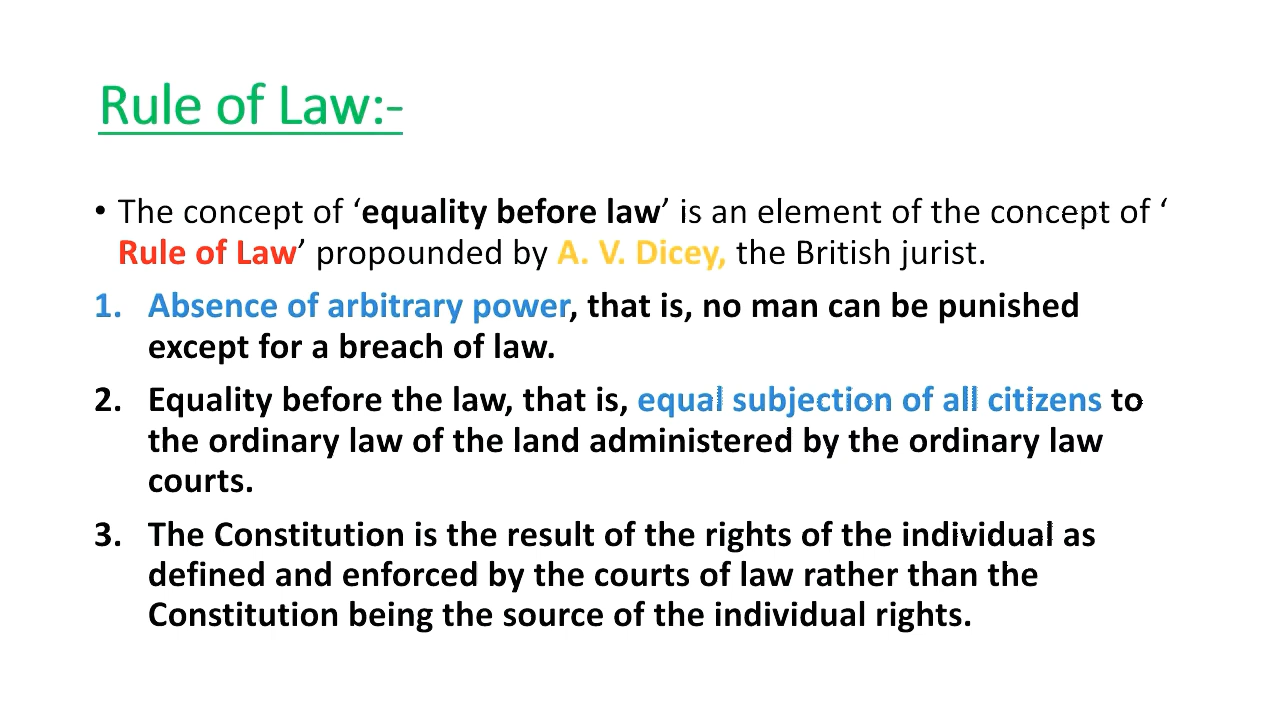 Rule of Law:-
• The concept of ‘equality before law’ is an element of the concept of ‘
Rule of Law’ propounded by A. V. Dicey, the British jurist.
1. Absence of arbitrary power, that is, no man can be punished
except for a breach of law.
2. Equality before the law, that is, equal subjection of all citizens to
the ordinary law of the land administered by the ordinary law
courts.
3. The Constitution is the result of the rights of the individual as
defined and enforced by the courts of law rather than the
Constitution being the source of the individual rights.